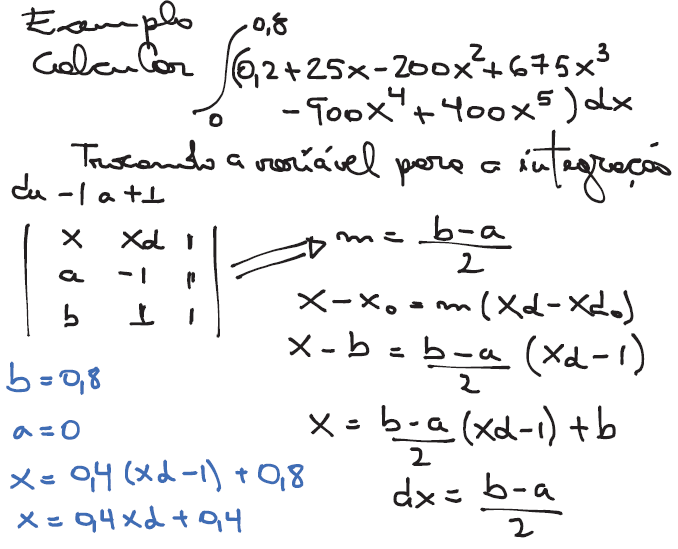 Exemplo
Calcular ∫ 0 0,8 (0,2+25x-200x²+675x³
-900x⁴+400x⁵)dx
Trocando a variável para a integração
de -1 a +1
| x xd 1 |
| a -1 1 |
| b 1 1 |
⇒ m = (b-a)/2
x-x₀ = m(xd-xd₀)
x-b = (b-a)/2 (xd-1)
x = (b-a)/2 (xd-1)+b
dx = (b-a)/2
b=0,8
a=0
x=0,4(xd-1)+0,8
x=0,4xd+0,4